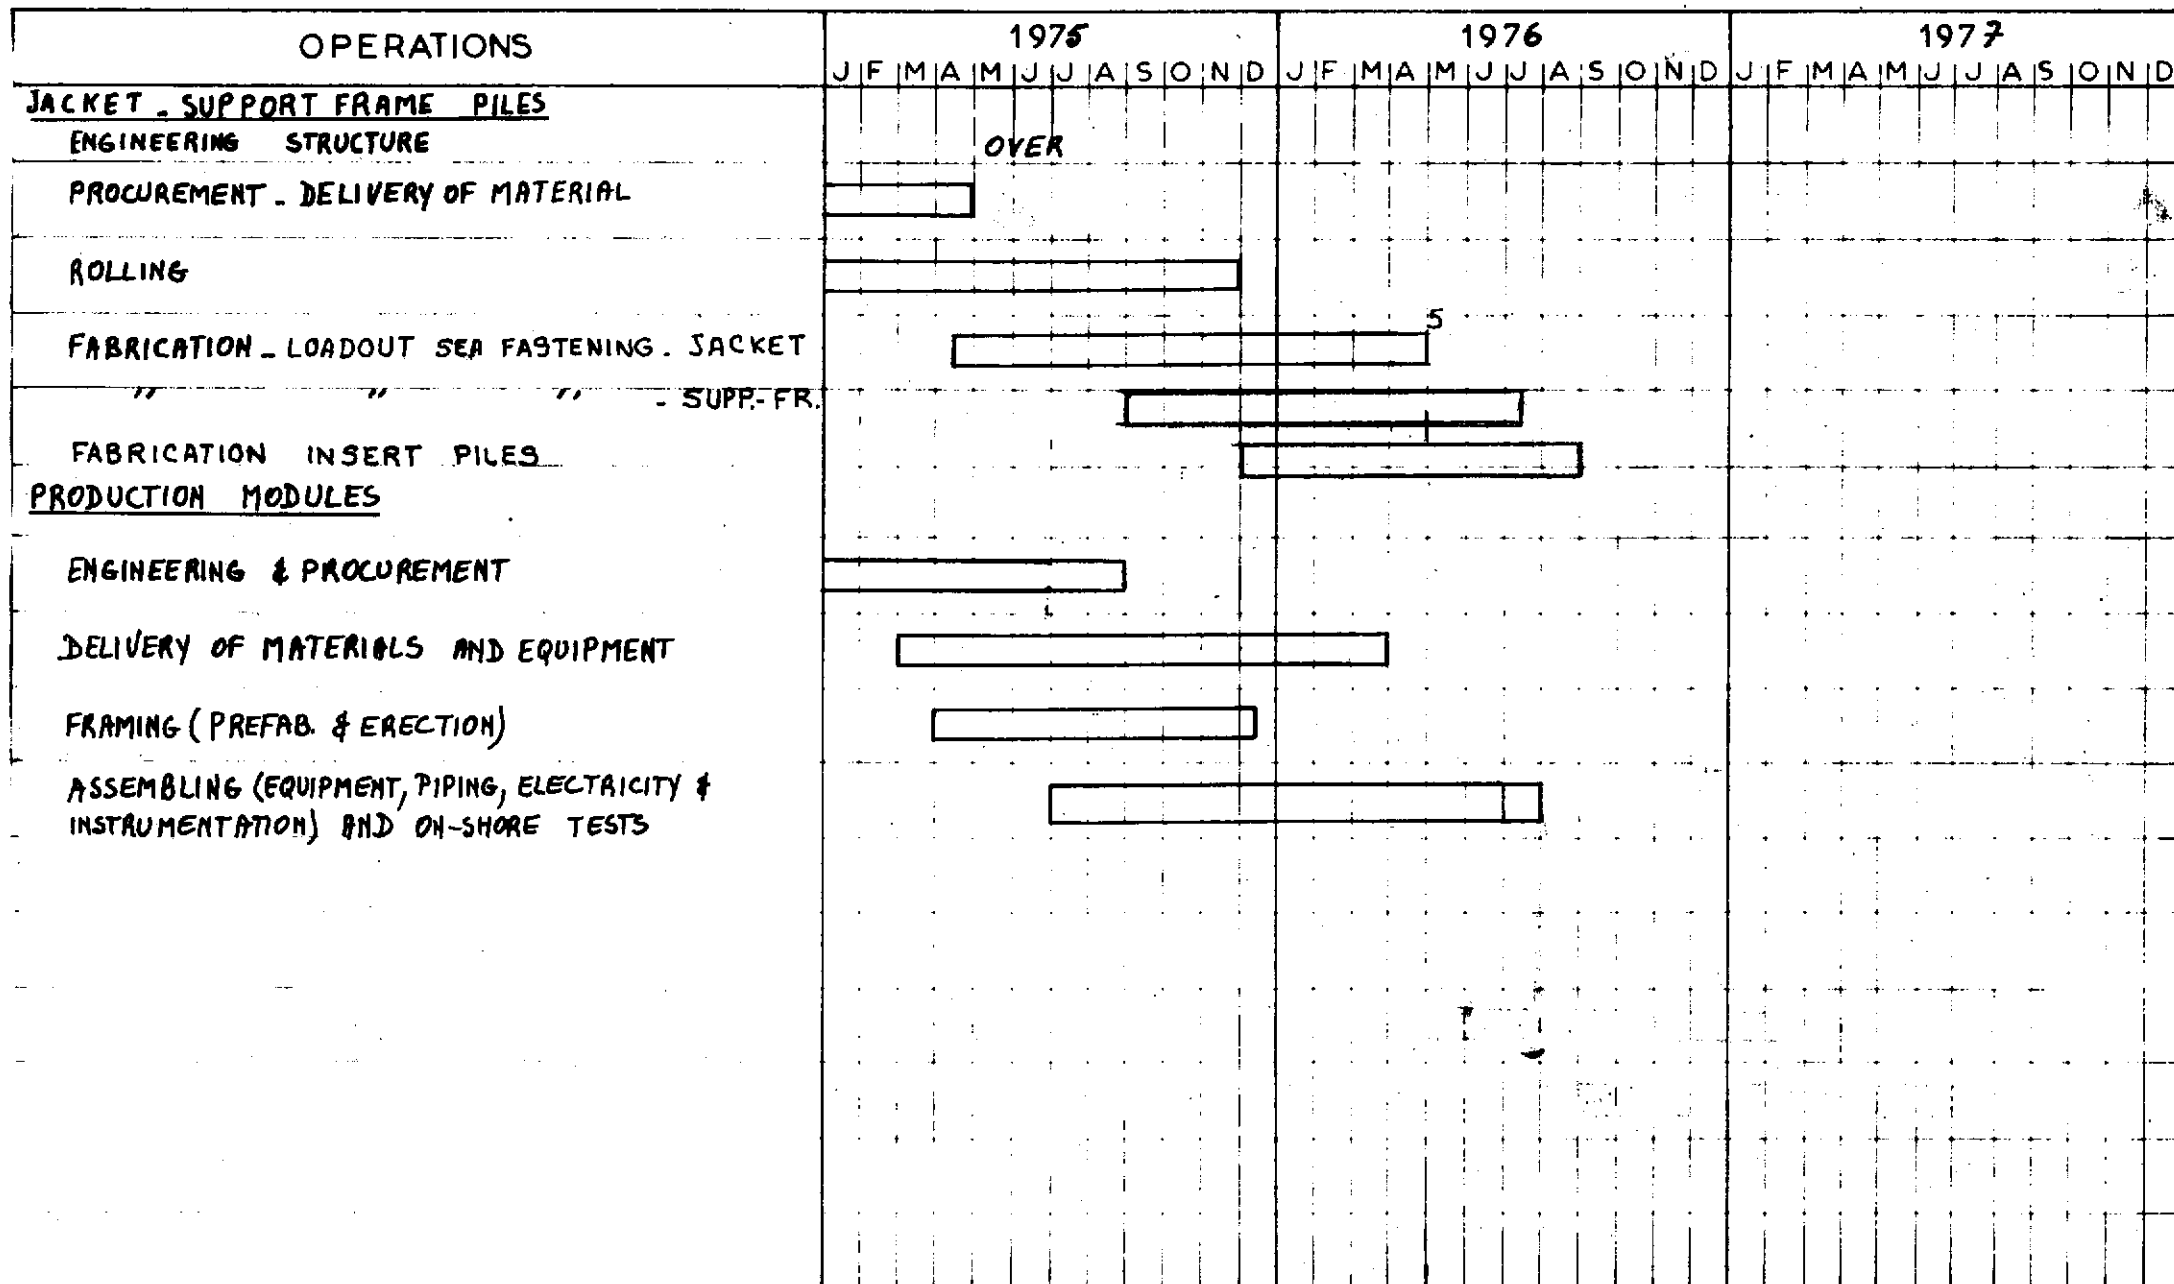 OPERATIONS 1975 1976 1977
J F M A M J J A S O N D J F M A M J J A S O N D J F M A M J J A S O N D
JACKET - SUPPORT FRAME PILES
ENGINEERING STRUCTURE OVER
PROCUREMENT - DELIVERY OF MATERIAL
ROLLING
5
FABRICATION - LOADOUT SEA FASTENING - JACKET
" " " - SUPP.-FR.
FABRICATION INSERT PILES
PRODUCTION MODULES
ENGINEERING & PROCUREMENT
DELIVERY OF MATERIALS AND EQUIPMENT
FRAMING (PREFAB. & ERECTION)
ASSEMBLING (EQUIPMENT, PIPING, ELECTRICITY &
INSTRUMENTATION) AND ON-SHORE TESTS